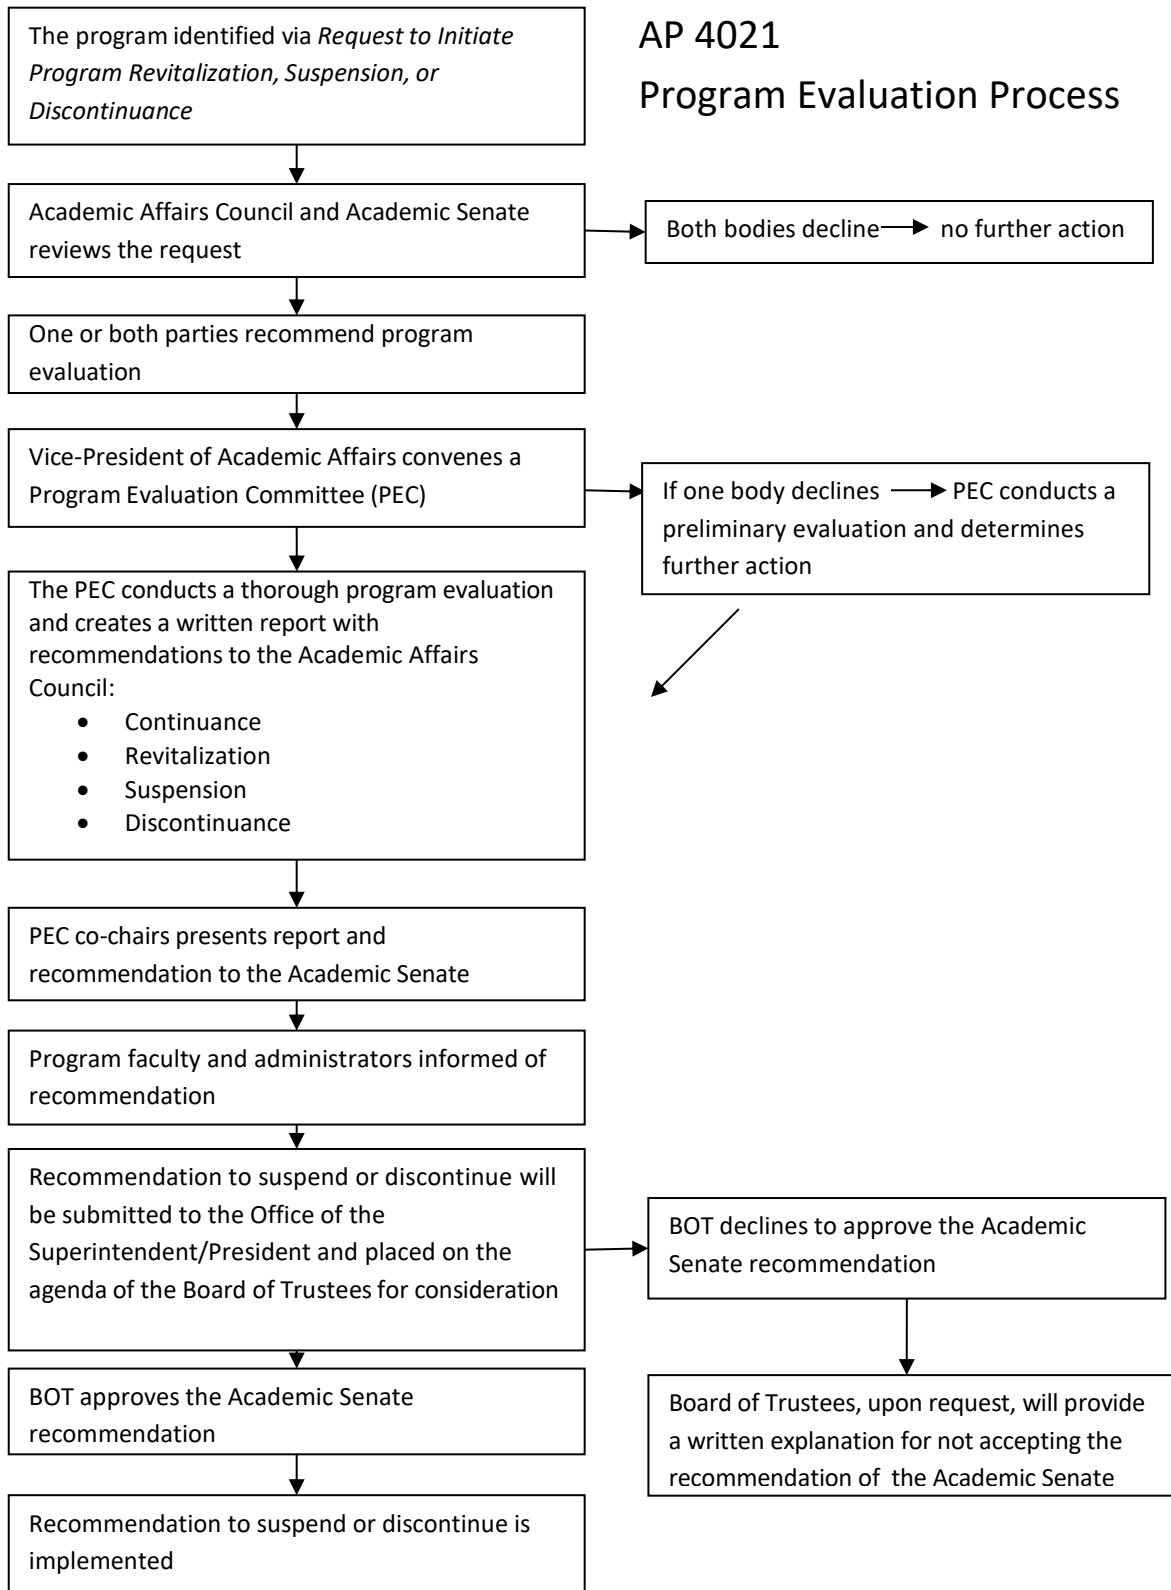 AP 4021
Program Evaluation Process
The program identified via Request to Initiate
Program Revitalization, Suspension, or
Discontinuance
Academic Affairs Council and Academic Senate
reviews the request
Both bodies decline no further action
One or both parties recommend program
evaluation
Vice-President of Academic Affairs convenes a
Program Evaluation Committee (PEC)
If one body declines PEC conducts a
preliminary evaluation and determines
further action
The PEC conducts a thorough program evaluation
and creates a written report with
recommendations to the Academic Affairs
Council:
• Continuance
• Revitalization
• Suspension
• Discontinuance
PEC co-chairs presents report and
recommendation to the Academic Senate
Program faculty and administrators informed of
recommendation
Recommendation to suspend or discontinue will
be submitted to the Office of the
Superintendent/President and placed on the
agenda of the Board of Trustees for consideration
BOT declines to approve the Academic
Senate recommendation
BOT approves the Academic Senate
recommendation
Board of Trustees, upon request, will provide
a written explanation for not accepting the
recommendation of the Academic Senate
Recommendation to suspend or discontinue is
implemented